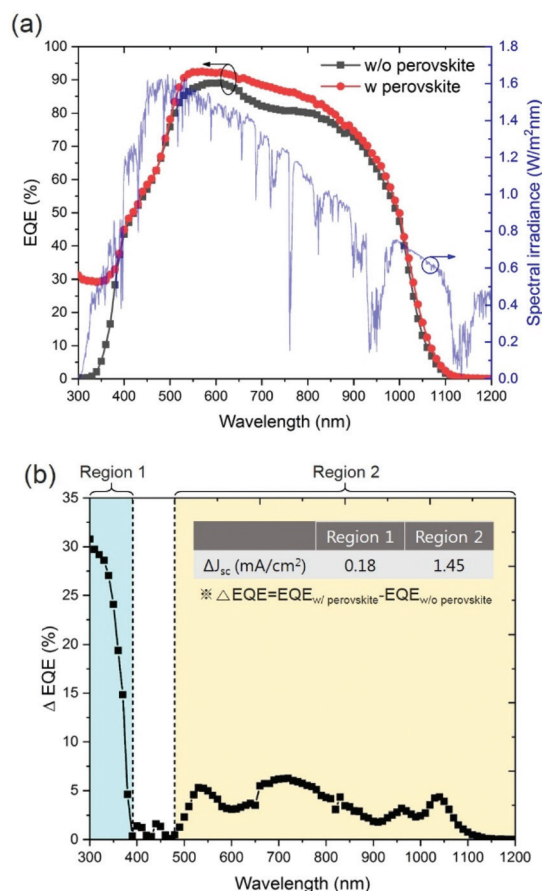 (a)
w/o perovskite
w perovskite
100
90
80
70
60
50
40
30
20
10
0
EQE (%)
1.8
1.6
1.4
1.2
1.0
0.8
0.6
0.4
0.2
0.0
Spectral irradiance (W/m²nm)
300 400 500 600 700 800 900 1000 1100 1200
Wavelength (nm)
(b)
Region 1 Region 2
35
30
25
20
15
10
5
0
Δ EQE (%)
Region 1 Region 2
ΔJsc (mA/cm²) 0.18 1.45
※ △EQE=EQEw/ perovskite-EQEw/o perovskite
300 400 500 600 700 800 900 1000 1100 1200
Wavelength (nm)